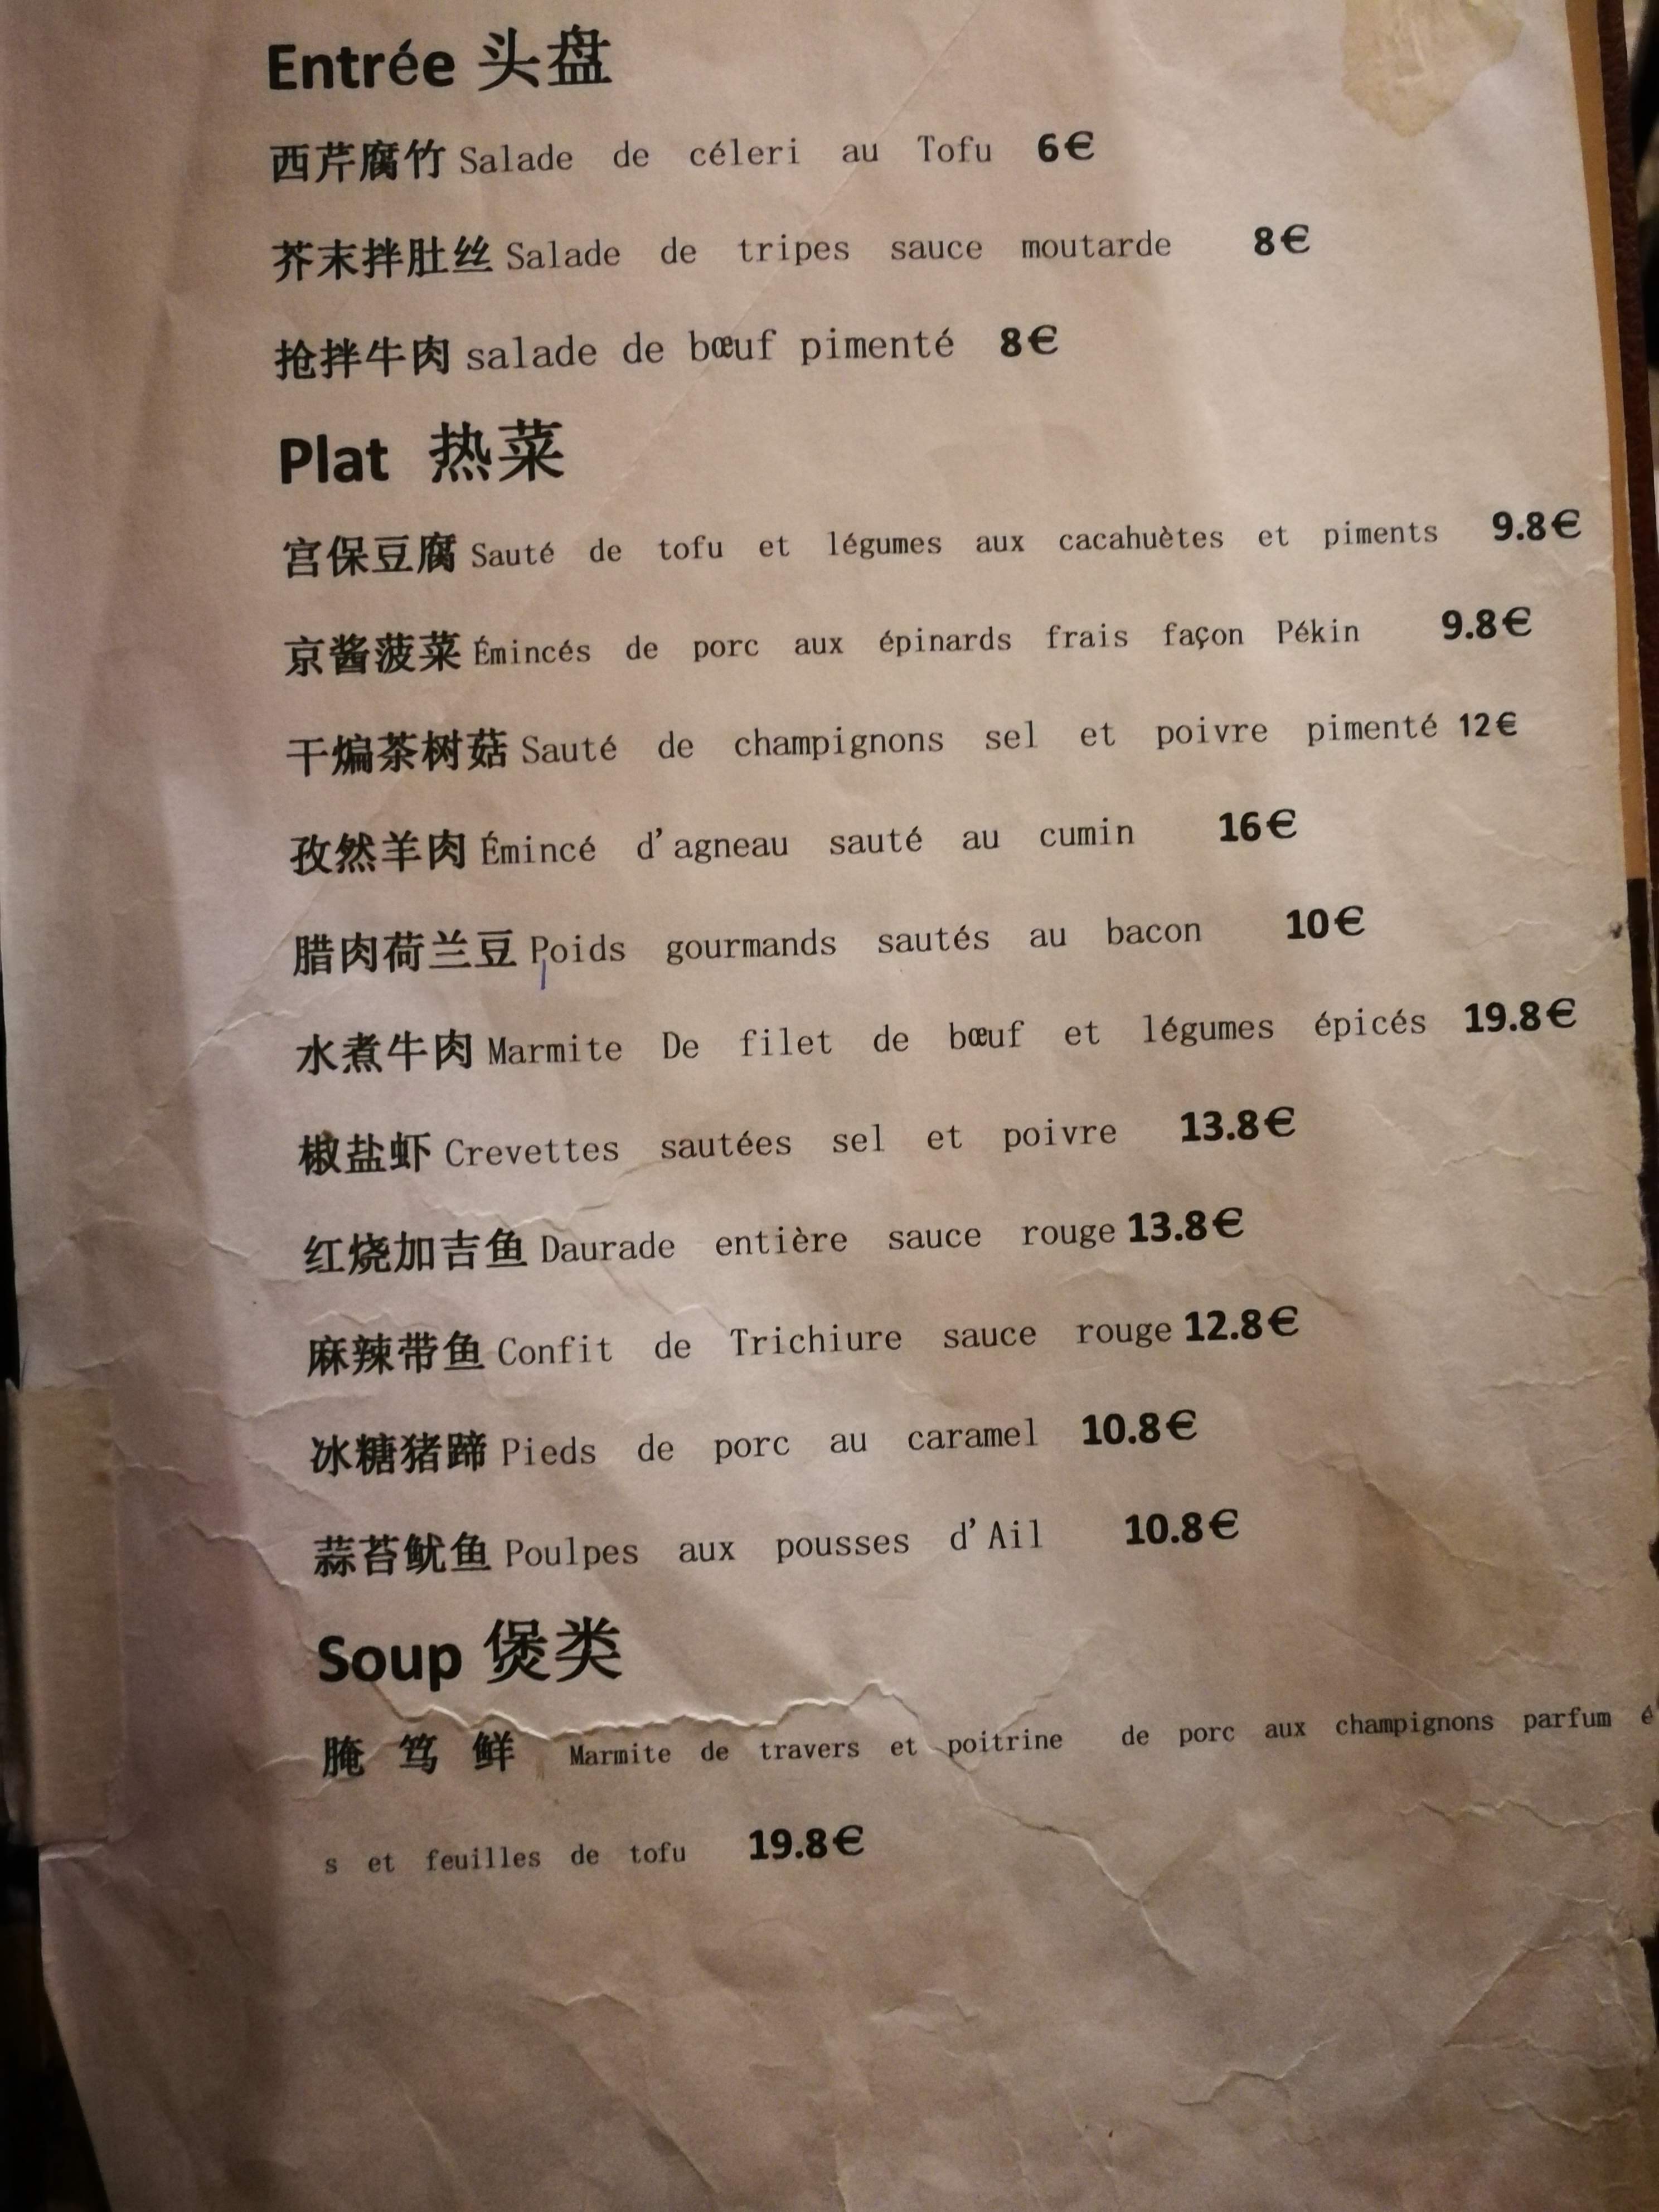 Entrée 头盘
西芹腐竹 Salade de céleri au Tofu 6€
芥末拌肚丝 Salade de tripes sauce moutarde 8€
抢拌牛肉 salade de bœuf pimenté 8€
Plat 热菜
宫保豆腐 Sauté de tofu et légumes aux cacahuètes et piments 9.8€
京酱菠菜 Émincés de porc aux épinards frais façon Pékin 9.8€
干煸茶树菇 Sauté de champignons sel et poivre pimenté 12€
孜然羊肉 Émincé d'agneau sauté au cumin 16€
腊肉荷兰豆 Poids gourmands sautés au bacon 10€
水煮牛肉 Marmite De filet de bœuf et légumes épicés 19.8€
椒盐虾 Crevettes sautées sel et poivre 13.8€
红烧加吉鱼 Daurade entière sauce rouge 13.8€
麻辣带鱼 Confit de Trichiure sauce rouge 12.8€
冰糖猪蹄 Pieds de porc au caramel 10.8€
蒜苔鱿鱼 Poulpes aux pousses d'Ail 10.8€
Soup 煲类
腌 笃 鲜 Marmite de travers et poitrine de porc aux champignons parfum é
s et feuilles de tofu 19.8€